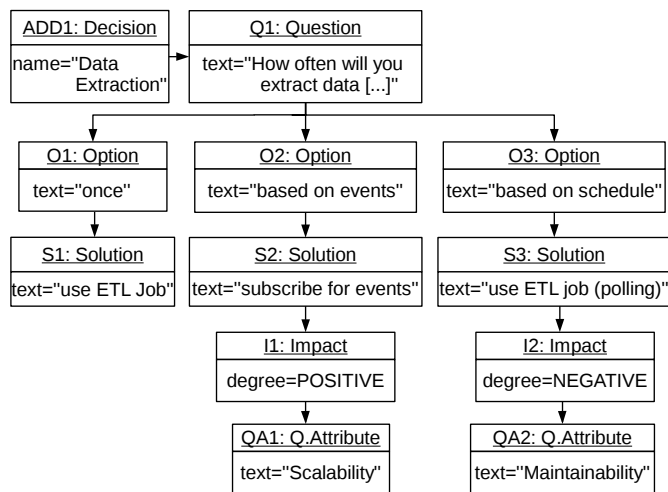 ADD1: Decision
name="Data
Extraction"
Q1: Question
text="How often will you
extract data [...]"
O1: Option
text="once"
O2: Option
text="based on events"
O3: Option
text="based on schedule"
S1: Solution
text="use ETL Job"
S2: Solution
text="subscribe for events"
S3: Solution
text="use ETL job (polling)"
I1: Impact
degree=POSITIVE
I2: Impact
degree=NEGATIVE
QA1: Q.Attribute
text="Scalability"
QA2: Q.Attribute
text="Maintainability"